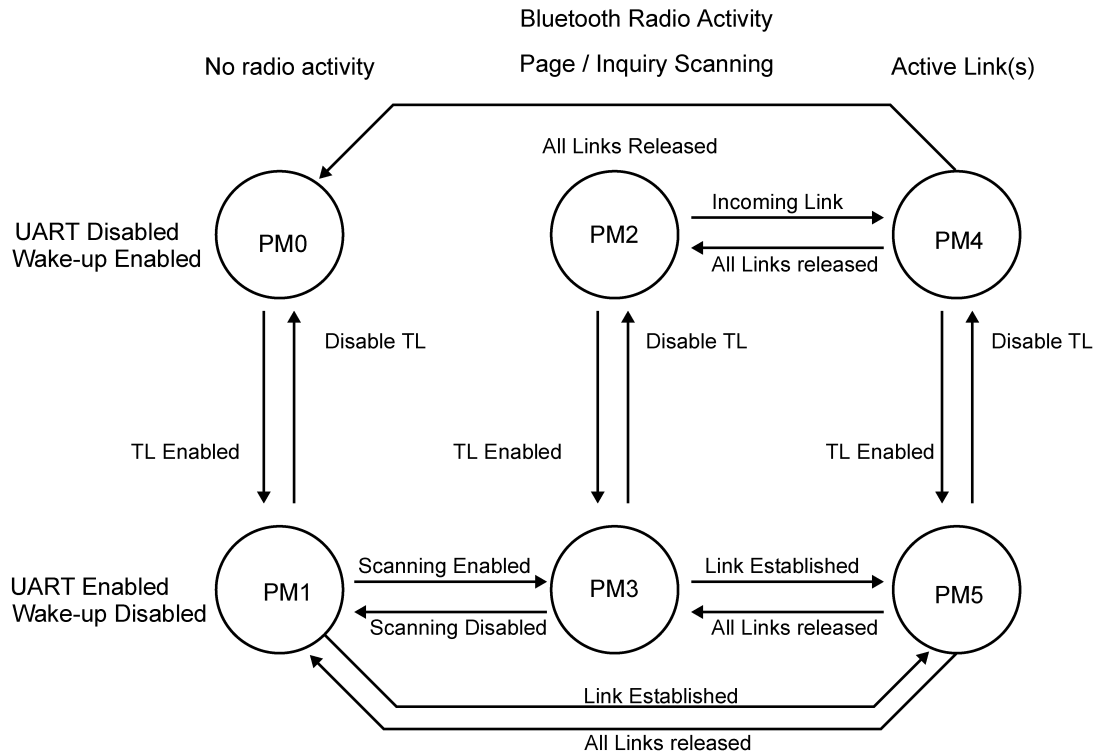 Bluetooth Radio Activity
No radio activity
Page / Inquiry Scanning
Active Link(s)
All Links Released
UART Disabled
Wake-up Enabled
PM0
PM2
Incoming Link
All Links released
PM4
Disable TL
Disable TL
Disable TL
TL Enabled
TL Enabled
TL Enabled
UART Enabled
Wake-up Disabled
PM1
Scanning Enabled
Scanning Disabled
PM3
Link Established
All Links released
PM5
Link Established
All Links released